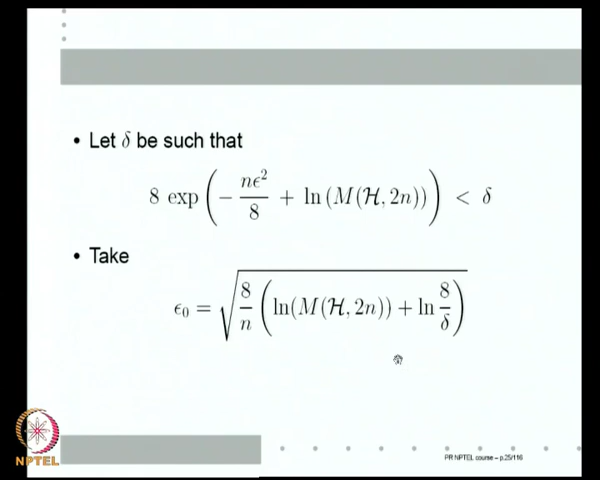 • Let δ be such that
8 exp(−nϵ²/8 + ln(M(ℋ, 2n))) < δ
• Take
ϵ₀ = √(8/n (ln(M(ℋ, 2n)) + ln 8/δ))
NPTEL
PR NPTEL course – p.25/116